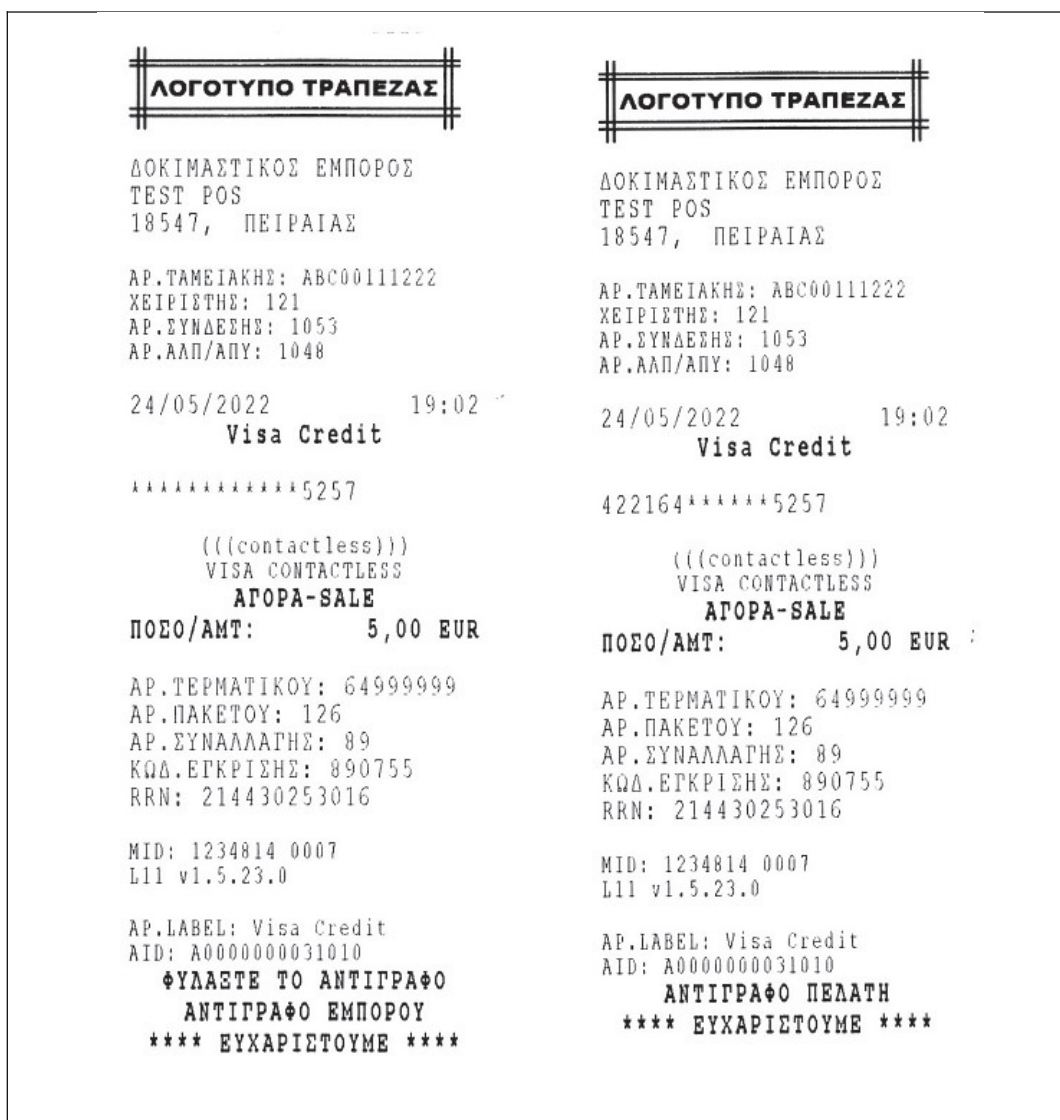 ΛΟΓΟΤΥΠΟ ΤΡΑΠΕΖΑΣ
ΔΟΚΙΜΑΣΤΙΚΟΣ ΕΜΠΟΡΟΣ
TEST POS
18547, ΠΕΙΡΑΙΑΣ
ΑΡ.ΤΑΜΕΙΑΚΗΣ: ABC00111222
ΧΕΙΡΙΣΤΗΣ: 121
ΑΡ.ΣΥΝΔΕΣΗΣ: 1053
ΑΡ.ΑΛΠ/ΑΠΥ: 1048
24/05/2022 19:02
Visa Credit
************5257
(((contactless)))
VISA CONTACTLESS
ΑΓΟΡΑ-SALE
ΠΟΣΟ/AMT: 5,00 EUR
ΑΡ.ΤΕΡΜΑΤΙΚΟΥ: 64999999
ΑΡ.ΠΑΚΕΤΟΥ: 126
ΑΡ.ΣΥΝΑΛΛΑΓΗΣ: 89
ΚΩΔ.ΕΓΚΡΙΣΗΣ: 890755
RRN: 214430253016
MID: 1234814 0007
L11 v1.5.23.0
AP.LABEL: Visa Credit
AID: A0000000031010
ΦΥΛΑΞΤΕ ΤΟ ΑΝΤΙΓΡΑΦΟ
ΑΝΤΙΓΡΑΦΟ ΕΜΠΟΡΟΥ
**** ΕΥΧΑΡΙΣΤΟΥΜΕ ****
ΛΟΓΟΤΥΠΟ ΤΡΑΠΕΖΑΣ
ΔΟΚΙΜΑΣΤΙΚΟΣ ΕΜΠΟΡΟΣ
TEST POS
18547, ΠΕΙΡΑΙΑΣ
ΑΡ.ΤΑΜΕΙΑΚΗΣ: ABC00111222
ΧΕΙΡΙΣΤΗΣ: 121
ΑΡ.ΣΥΝΔΕΣΗΣ: 1053
ΑΡ.ΑΛΠ/ΑΠΥ: 1048
24/05/2022 19:02
Visa Credit
422164******5257
(((contactless)))
VISA CONTACTLESS
ΑΓΟΡΑ-SALE
ΠΟΣΟ/AMT: 5,00 EUR
ΑΡ.ΤΕΡΜΑΤΙΚΟΥ: 64999999
ΑΡ.ΠΑΚΕΤΟΥ: 126
ΑΡ.ΣΥΝΑΛΛΑΓΗΣ: 89
ΚΩΔ.ΕΓΚΡΙΣΗΣ: 890755
RRN: 214430253016
MID: 1234814 0007
L11 v1.5.23.0
AP.LABEL: Visa Credit
AID: A0000000031010
ΑΝΤΙΓΡΑΦΟ ΠΕΛΑΤΗ
**** ΕΥΧΑΡΙΣΤΟΥΜΕ ****